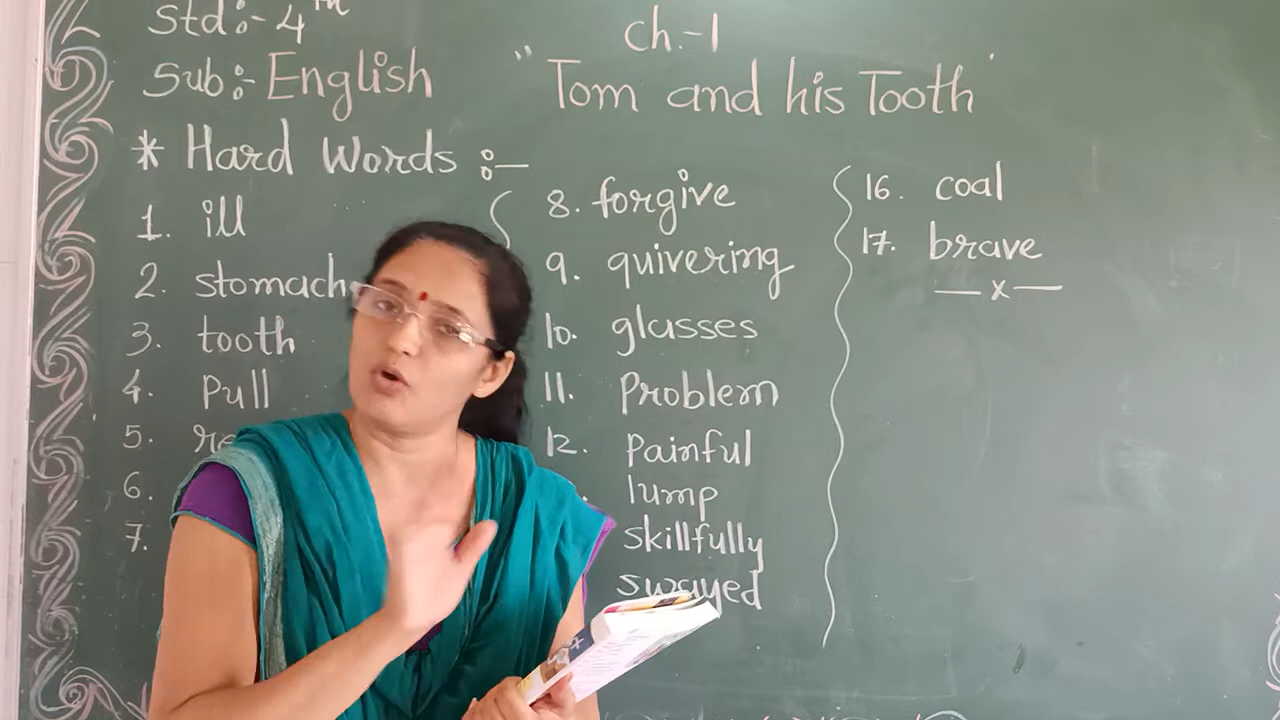 Std:- 4th
Sub:- English
Ch.-1
"Tom and his Tooth"
* Hard Words :-
1. ill
2. stomach
3. tooth
4. Pull
5.
6.
7.
8. forgive
9. quivering
10. glasses
11. Problem
12. Painful
lump
skillfully
swayed
16. coal
17. brave
— x —